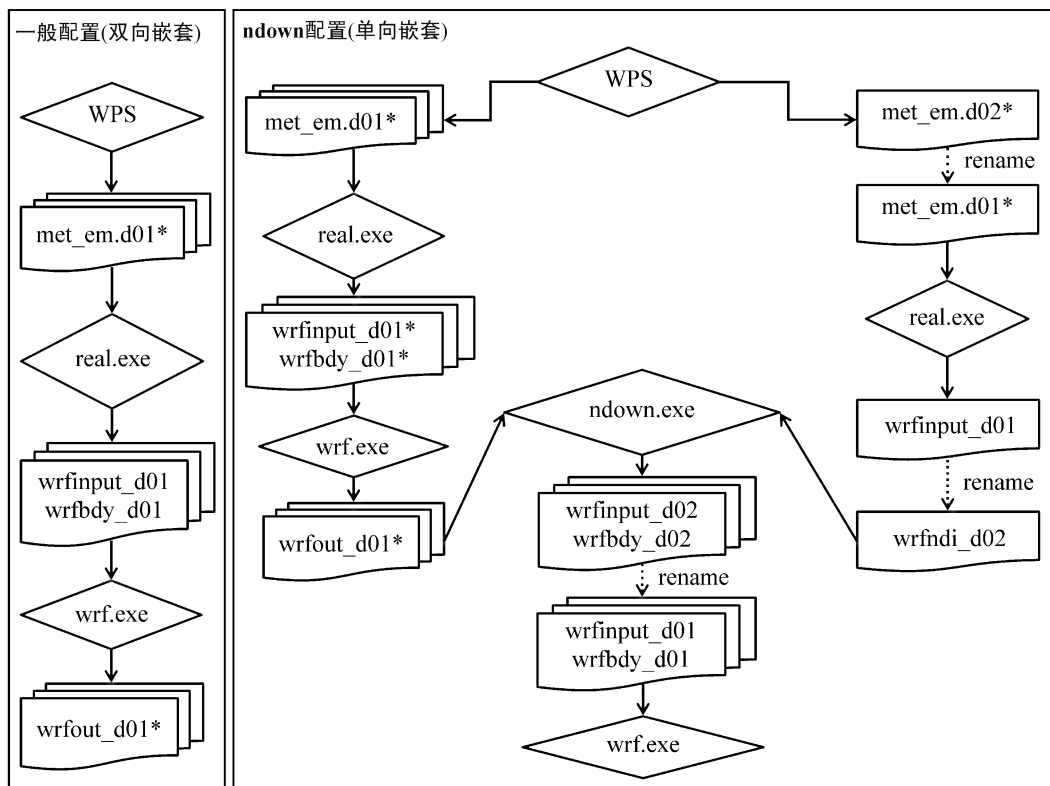 一般配置(双向嵌套)
WPS
met_em.d01*
real.exe
wrfinput_d01
wrfbdy_d01
wrf.exe
wrfout_d01*
ndown配置(单向嵌套)
WPS
met_em.d01*
real.exe
wrfinput_d01*
wrfbdy_d01*
wrf.exe
wrfout_d01*
met_em.d02*
rename
met_em.d01*
real.exe
wrfinput_d01
rename
wrfndi_d02
ndown.exe
wrfinput_d02
wrfbdy_d02
rename
wrfinput_d01
wrfbdy_d01
wrf.exe